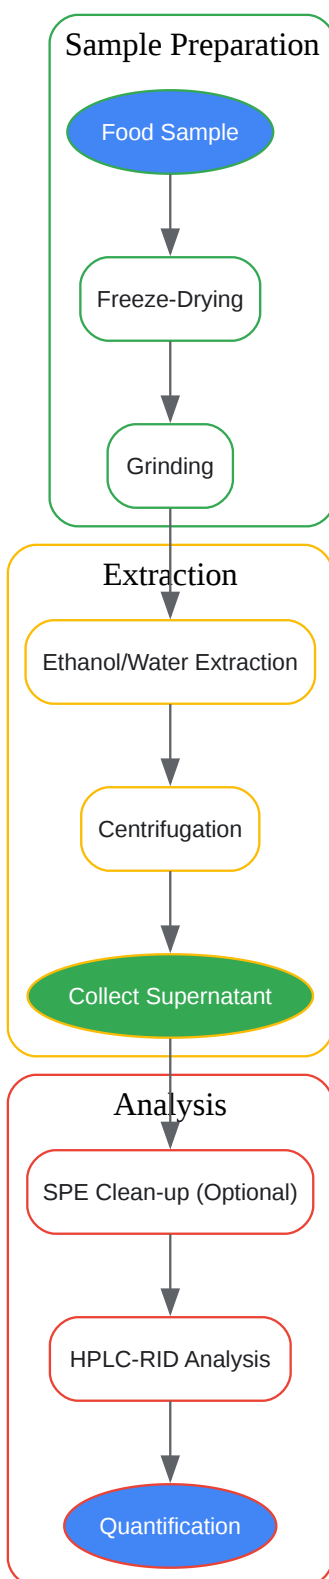 Sample Preparation
Food Sample
Freeze-Drying
Grinding
Extraction
Ethanol/Water Extraction
Centrifugation
Collect Supernatant
Analysis
SPE Clean-up (Optional)
HPLC-RID Analysis
Quantification